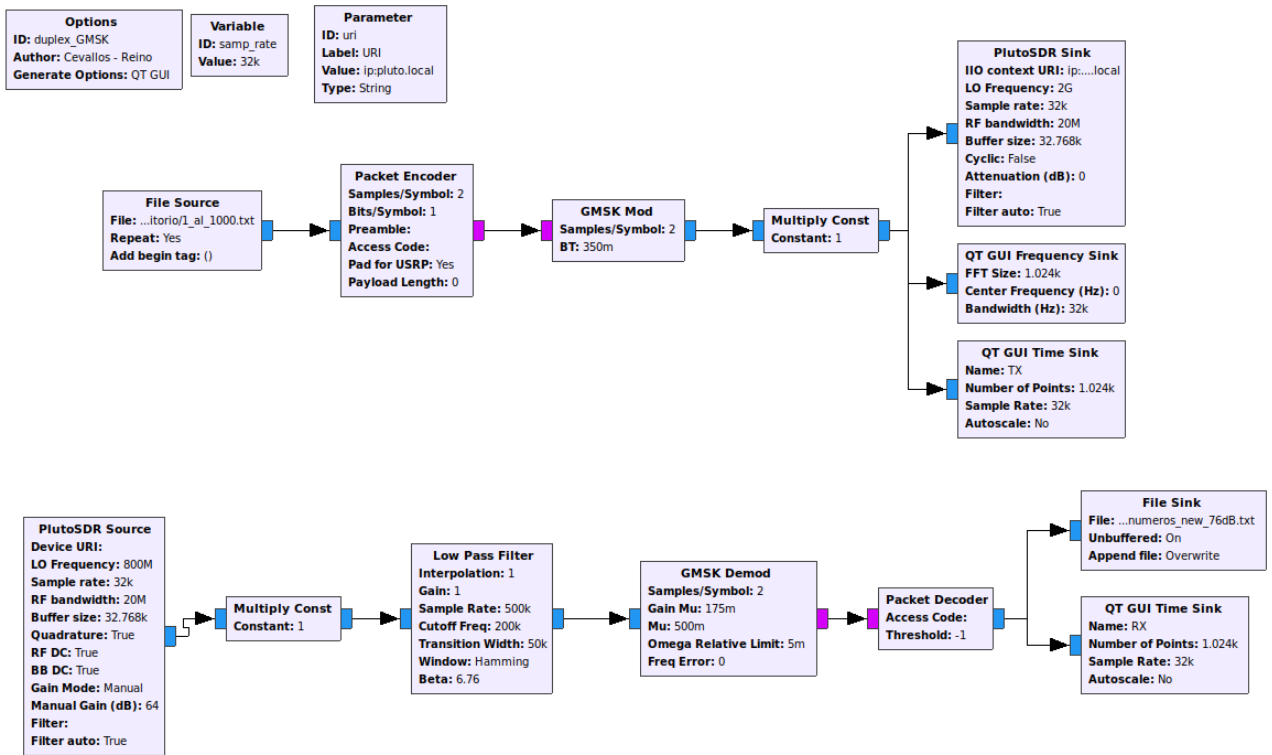 Options
ID: duplex_GMSK
Author: Cevallos - Reino
Generate Options: QT GUI
Variable
ID: samp_rate
Value: 32k
Parameter
ID: uri
Label: URI
Value: ip:pluto.local
Type: String
File Source
File: ...itorio/1_al_1000.txt
Repeat: Yes
Add begin tag: ()
Packet Encoder
Samples/Symbol: 2
Bits/Symbol: 1
Preamble:
Access Code:
Pad for USRP: Yes
Payload Length: 0
GMSK Mod
Samples/Symbol: 2
BT: 350m
Multiply Const
Constant: 1
PlutoSDR Sink
IIO context URI: ip:....local
LO Frequency: 2G
Sample rate: 32k
RF bandwidth: 20M
Buffer size: 32.768k
Cyclic: False
Attenuation (dB): 0
Filter:
Filter auto: True
QT GUI Frequency Sink
FFT Size: 1.024k
Center Frequency (Hz): 0
Bandwidth (Hz): 32k
QT GUI Time Sink
Name: TX
Number of Points: 1.024k
Sample Rate: 32k
Autoscale: No
PlutoSDR Source
Device URI:
LO Frequency: 800M
Sample rate: 32k
RF bandwidth: 20M
Buffer size: 32.768k
Quadrature: True
RF DC: True
BB DC: True
Gain Mode: Manual
Manual Gain (dB): 64
Filter:
Filter auto: True
Multiply Const
Constant: 1
Low Pass Filter
Interpolation: 1
Gain: 1
Sample Rate: 500k
Cutoff Freq: 200k
Transition Width: 50k
Window: Hamming
Beta: 6.76
GMSK Demod
Samples/Symbol: 2
Gain Mu: 175m
Mu: 500m
Omega Relative Limit: 5m
Freq Error: 0
Packet Decoder
Access Code:
Threshold: -1
File Sink
File: ...numeros_new_76dB.txt
Unbuffered: On
Append file: Overwrite
QT GUI Time Sink
Name: RX
Number of Points: 1.024k
Sample Rate: 32k
Autoscale: No